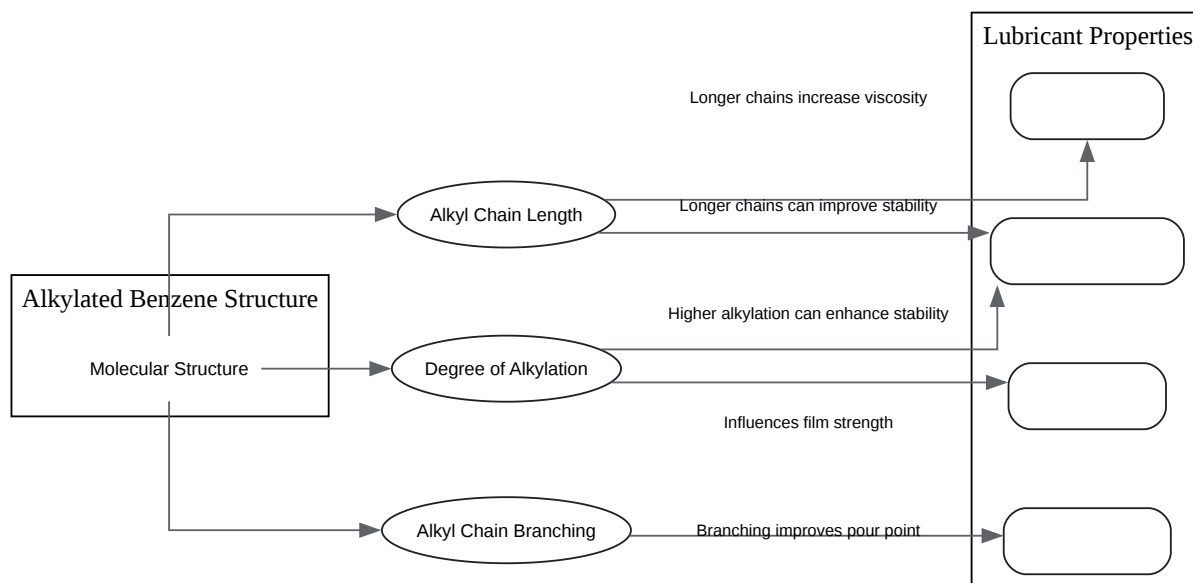 Lubricant Properties
Longer chains increase viscosity
Alkyl Chain Length
Longer chains can improve stability
Alkylated Benzene Structure
Higher alkylation can enhance stability
Molecular Structure
Degree of Alkylation
Influences film strength
Alkyl Chain Branching
Branching improves pour point